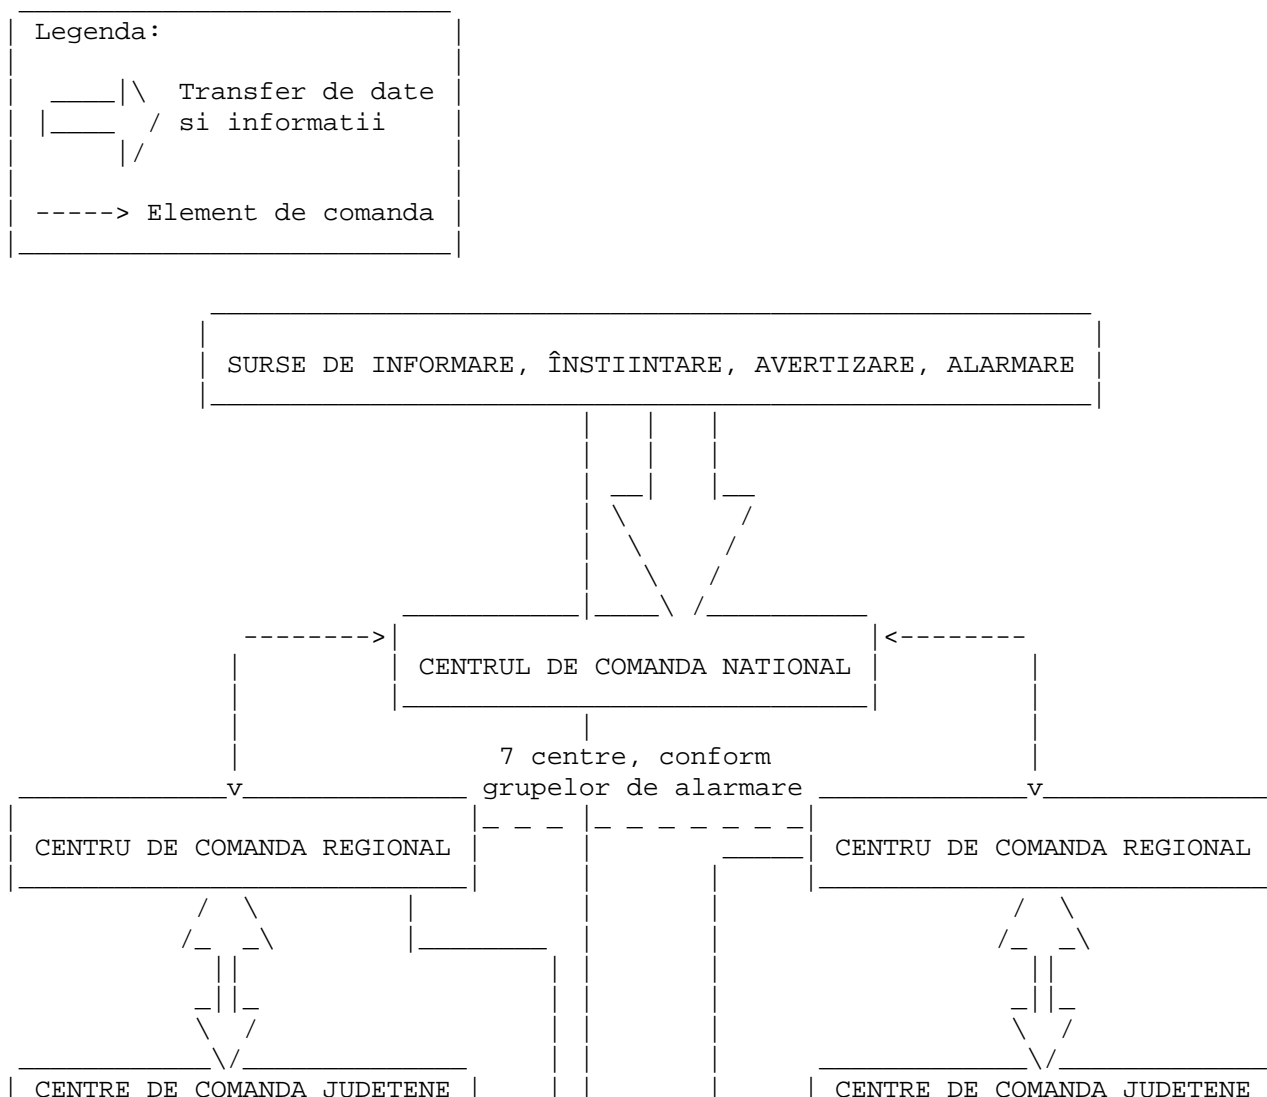 Legenda:
Transfer de date
si informatii
-----> Element de comanda
SURSE DE INFORMARE, ÎNSTIINTARE, AVERTIZARE, ALARMARE
CENTRUL DE COMANDA NATIONAL
7 centre, conform
grupelor de alarmare
CENTRU DE COMANDA REGIONAL
CENTRU DE COMANDA REGIONAL
CENTRE DE COMANDA JUDETENE
CENTRE DE COMANDA JUDETENE